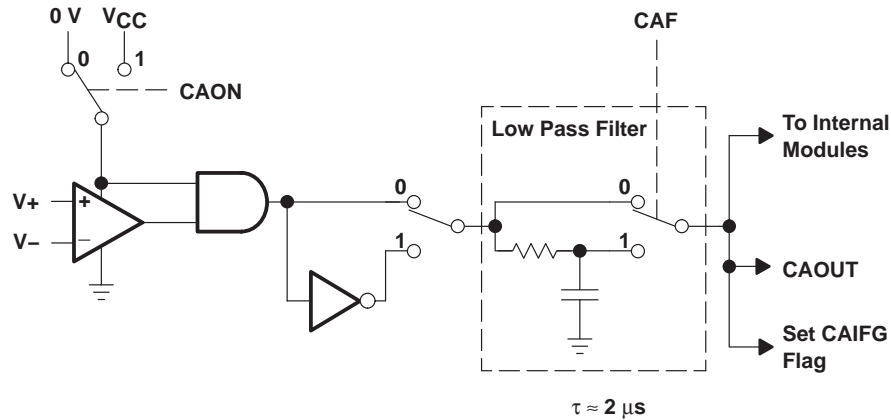 0 V
VCC
0
1
CAON
CAF
Low Pass Filter
To Internal
Modules
V+
+
V−
−
0
1
0
1
CAOUT
Set CAIFG
Flag
τ ≈ 2 μs